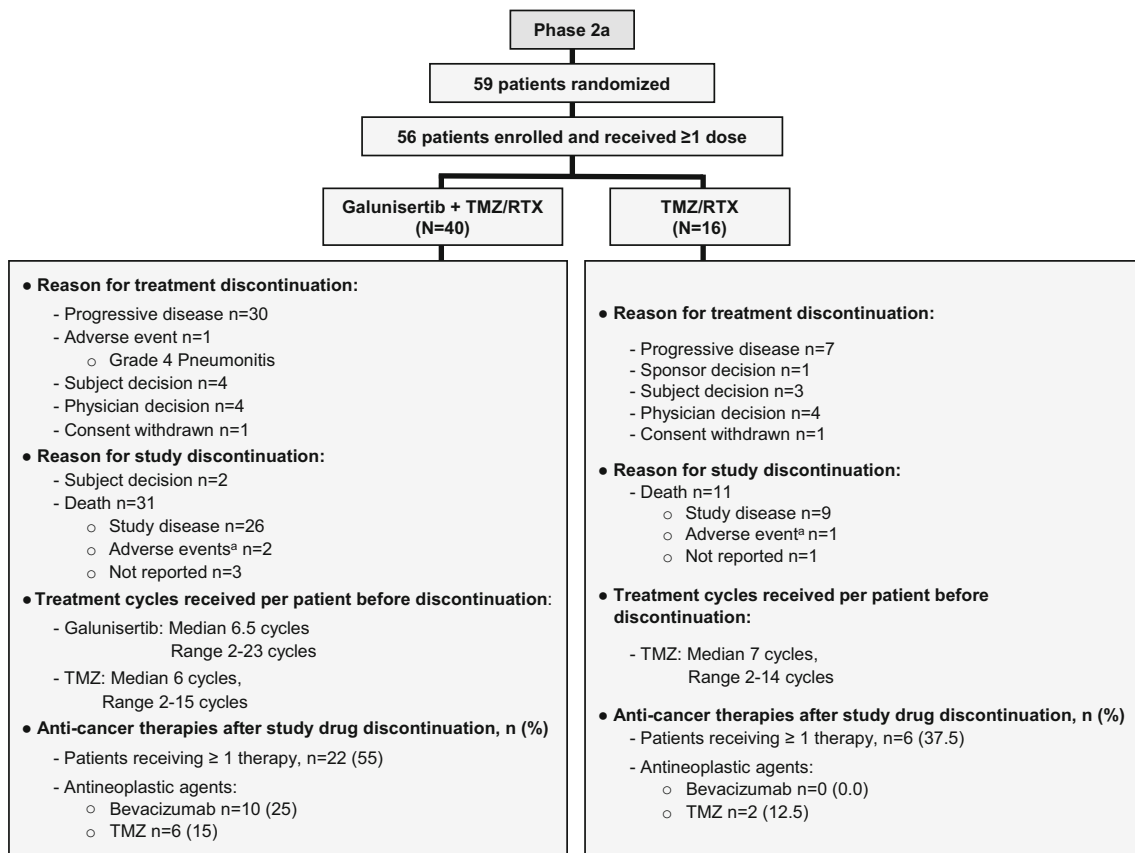 Phase 2a
59 patients randomized
56 patients enrolled and received ≥1 dose
Galunisertib + TMZ/RTX
(N=40)
TMZ/RTX
(N=16)
● Reason for treatment discontinuation:
- Progressive disease n=30
- Adverse event n=1
○ Grade 4 Pneumonitis
- Subject decision n=4
- Physician decision n=4
- Consent withdrawn n=1
● Reason for study discontinuation:
- Subject decision n=2
- Death n=31
○ Study disease n=26
○ Adverse eventsᵃ n=2
○ Not reported n=3
● Treatment cycles received per patient before discontinuation:
- Galunisertib: Median 6.5 cycles
Range 2-23 cycles
- TMZ: Median 6 cycles,
Range 2-15 cycles
● Anti-cancer therapies after study drug discontinuation, n (%)
- Patients receiving ≥ 1 therapy, n=22 (55)
- Antineoplastic agents:
○ Bevacizumab n=10 (25)
○ TMZ n=6 (15)
● Reason for treatment discontinuation:
- Progressive disease n=7
- Sponsor decision n=1
- Subject decision n=3
- Physician decision n=4
- Consent withdrawn n=1
● Reason for study discontinuation:
- Death n=11
○ Study disease n=9
○ Adverse eventᵃ n=1
○ Not reported n=1
● Treatment cycles received per patient before
discontinuation:
- TMZ: Median 7 cycles,
Range 2-14 cycles
● Anti-cancer therapies after study drug discontinuation, n (%)
- Patients receiving ≥ 1 therapy, n=6 (37.5)
- Antineoplastic agents:
○ Bevacizumab n=0 (0.0)
○ TMZ n=2 (12.5)